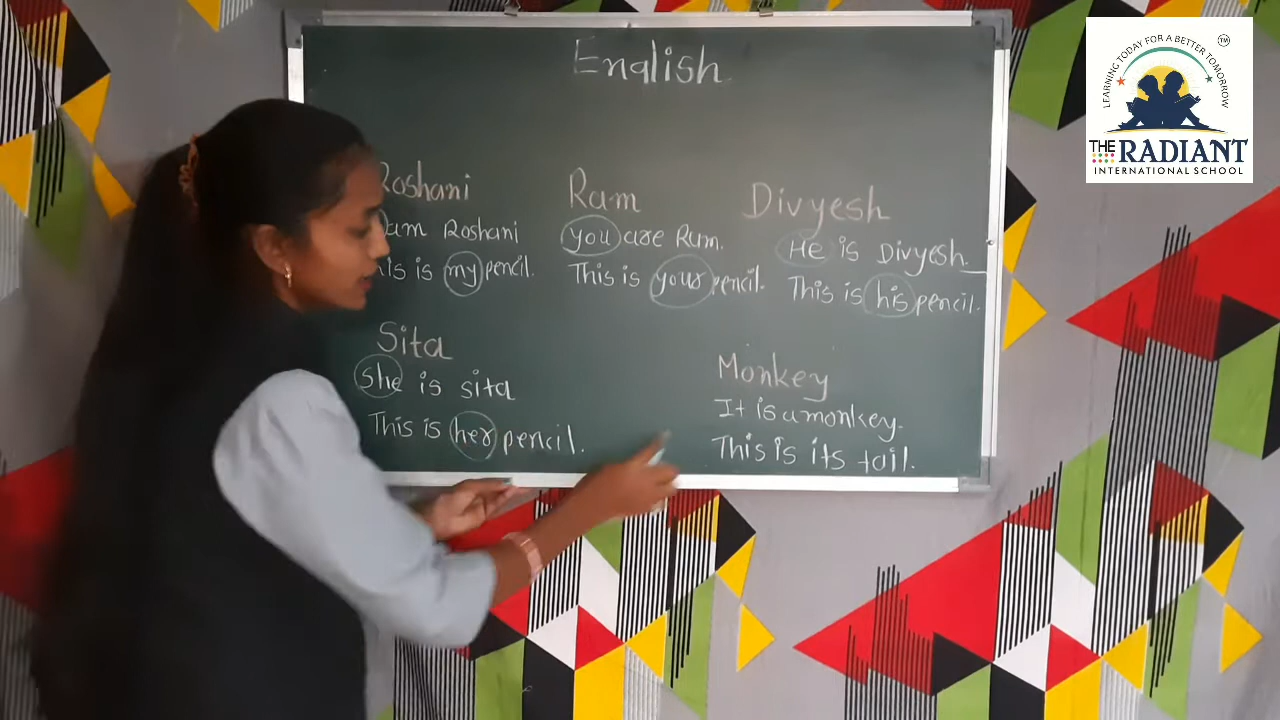 English
Roshani
am Roshani
is is my pencil.
Ram
you are Ram.
This is your pencil.
Divyesh
He is Divyesh.
This is his pencil.
Sita
She is sita
This is her pencil.
Monkey
It is a monkey.
This is its tail.
LEARNING TODAY FOR A BETTER TOMORROW
TM
THE RADIANT
INTERNATIONAL SCHOOL